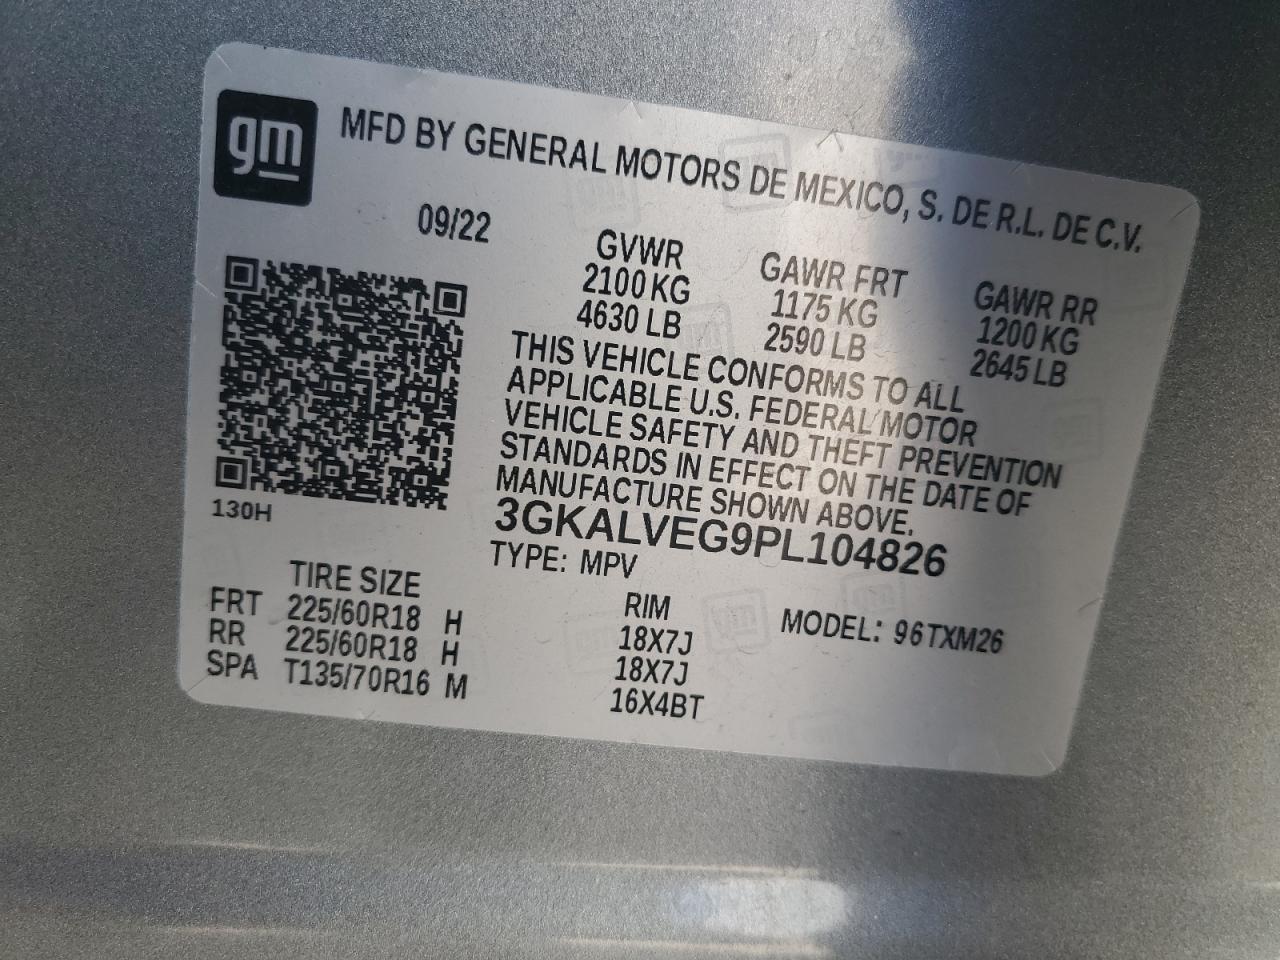 gm
MFD BY GENERAL MOTORS DE MEXICO, S. DE R.L. DE C.V.
09/22
GVWR GAWR FRT GAWR RR
2100 KG 1175 KG 1200 KG
4630 LB 2590 LB 2645 LB
THIS VEHICLE CONFORMS TO ALL
APPLICABLE U.S. FEDERAL MOTOR
VEHICLE SAFETY AND THEFT PREVENTION
STANDARDS IN EFFECT ON THE DATE OF
MANUFACTURE SHOWN ABOVE.
130H
3GKALVEG9PL104826
TYPE: MPV
MODEL: 96TXM26
TIRE SIZE RIM
FRT 225/60R18 H 18X7J
RR 225/60R18 H 18X7J
SPA T135/70R16 M 16X4BT